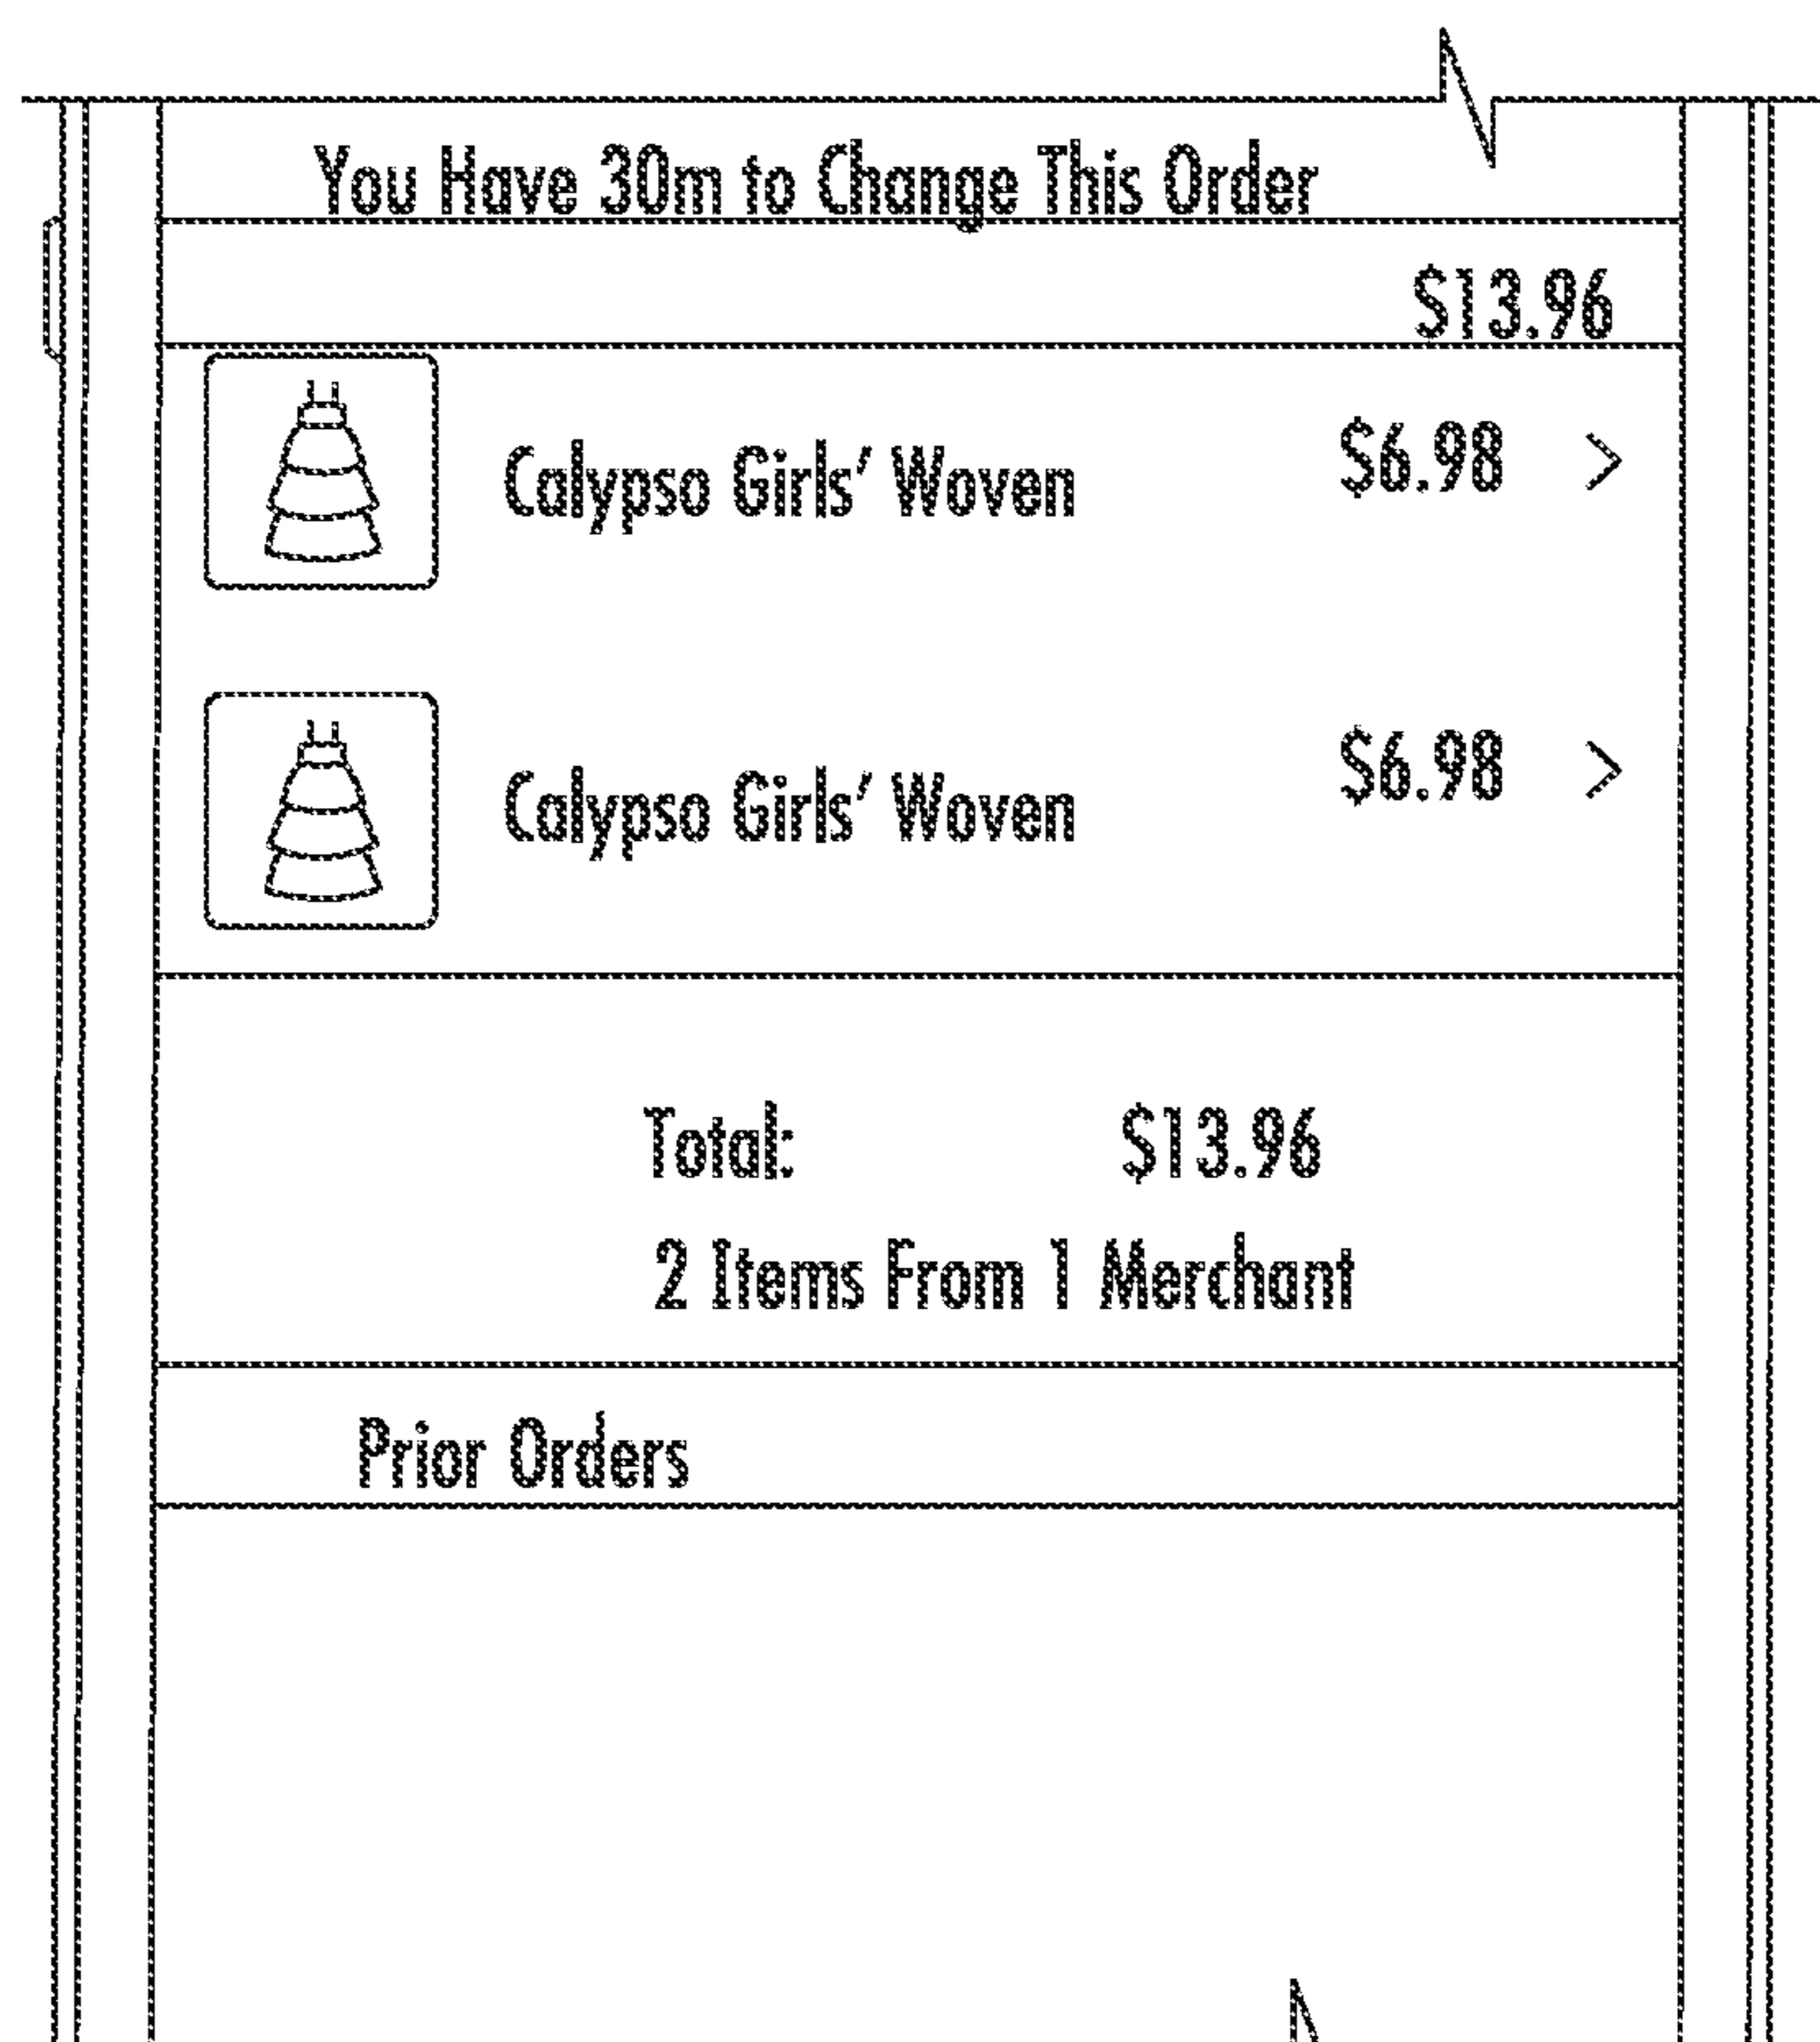 You Have 30m to Change This Order
$13.96
Calypso Girls' Woven $6.98 >
Calypso Girls' Woven $6.98 >
Total: $13.96
2 Items From 1 Merchant
Prior Orders